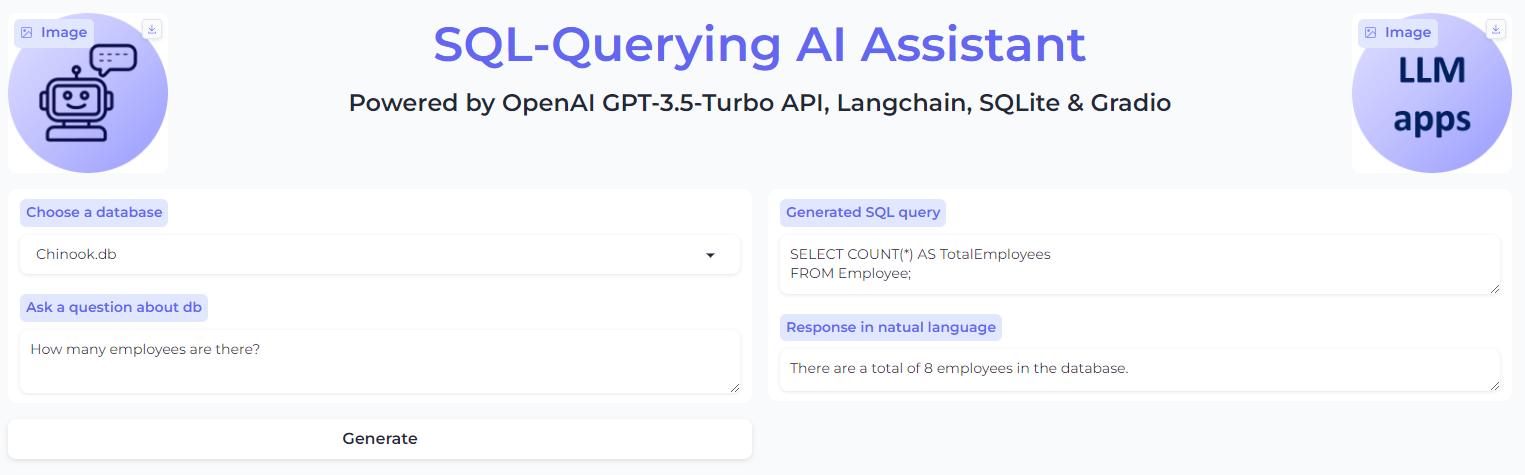 Image
SQL-Querying AI Assistant
Powered by OpenAI GPT-3.5-Turbo API, Langchain, SQLite & Gradio
Image
LLM
apps
Choose a database
Chinook.db
Ask a question about db
How many employees are there?
Generate
Generated SQL query
SELECT COUNT(*) AS TotalEmployees
FROM Employee;
Response in natual language
There are a total of 8 employees in the database.